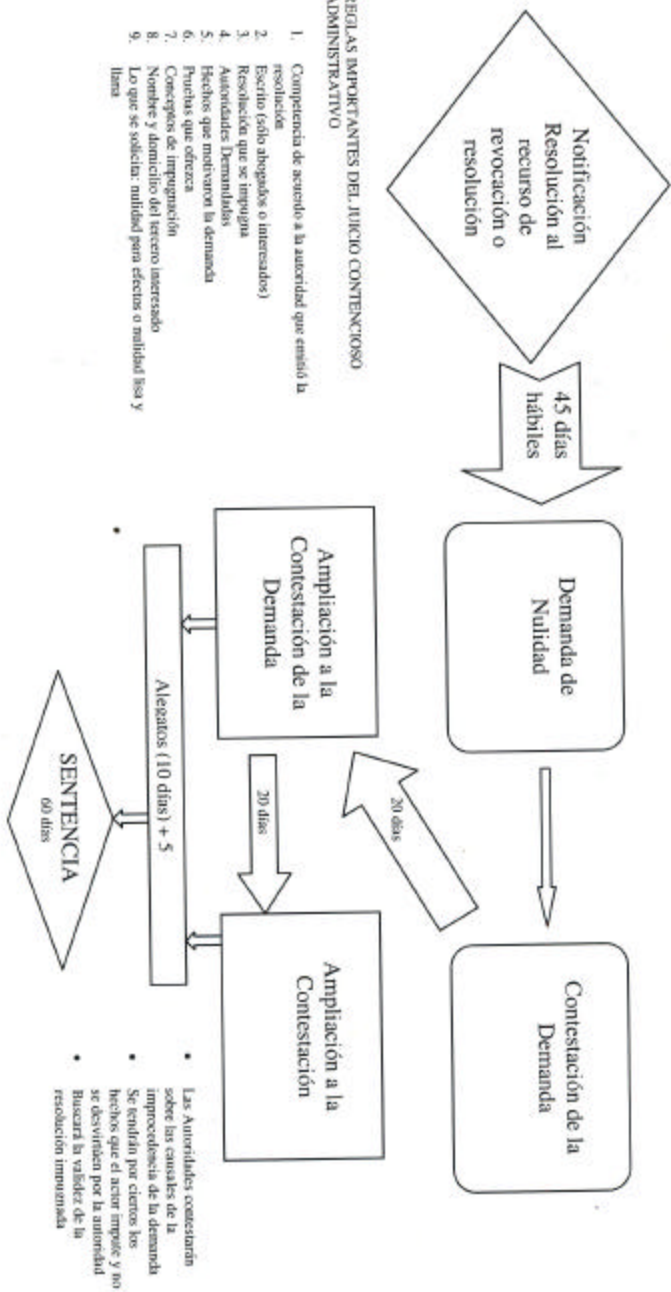 Notificación
Resolución al
recurso de
revocación o
resolución
45 días
hábiles
Demanda de
Nulidad
Contestación de la
Demanda
20 días
Ampliación a la
Contestación de la
Demanda
20 días
Ampliación a la
Contestación
Alegatos (10 días) + 5
SENTENCIA
60 días
REGLAS IMPORTANTES DEL JUICIO CONTENCIOSO
ADMINISTRATIVO
1. Competencia de acuerdo a la autoridad que emitió la
resolución
2. Escrito (sólo abogados o interesados)
3. Resolución que se impugna
4. Autoridades Demandadas
5. Hechos que motivaron la demanda
6. Pruebas que ofrezca
7. Conceptos de impugnación
8. Nombre y domicilio del tercero interesado
9. Lo que se solicita: nulidad para efectos o nulidad lisa y
llana
•
• Las Autoridades contestarán
sobre las causales de la
improcedencia de la demanda
• Se tendrán por ciertos los
hechos que el actor impute y no
se desvirtúen por la autoridad
• Buscará la validez de la
resolución impugnada